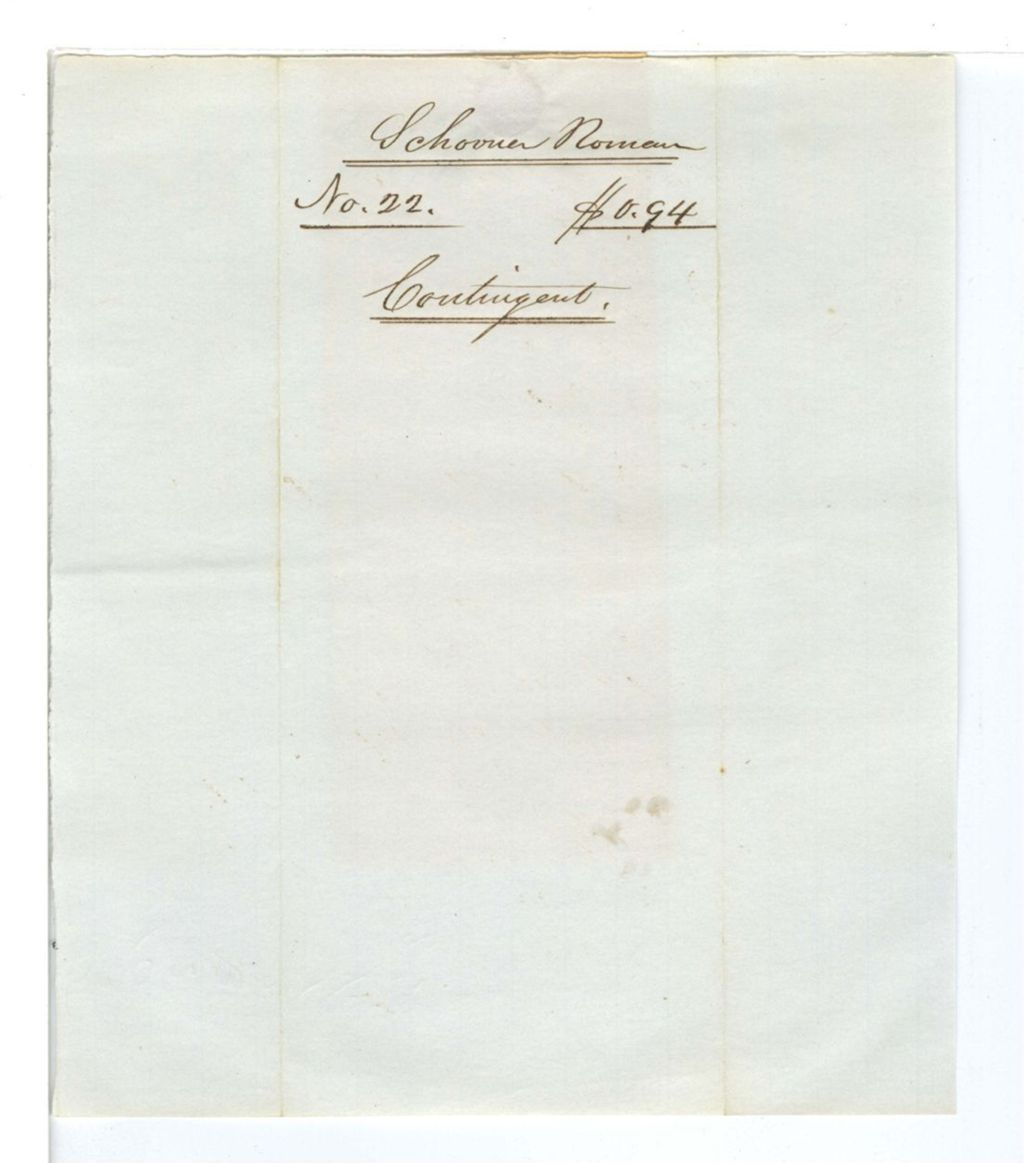 Schooner Roman
No. 22. $0.94
Contingent.